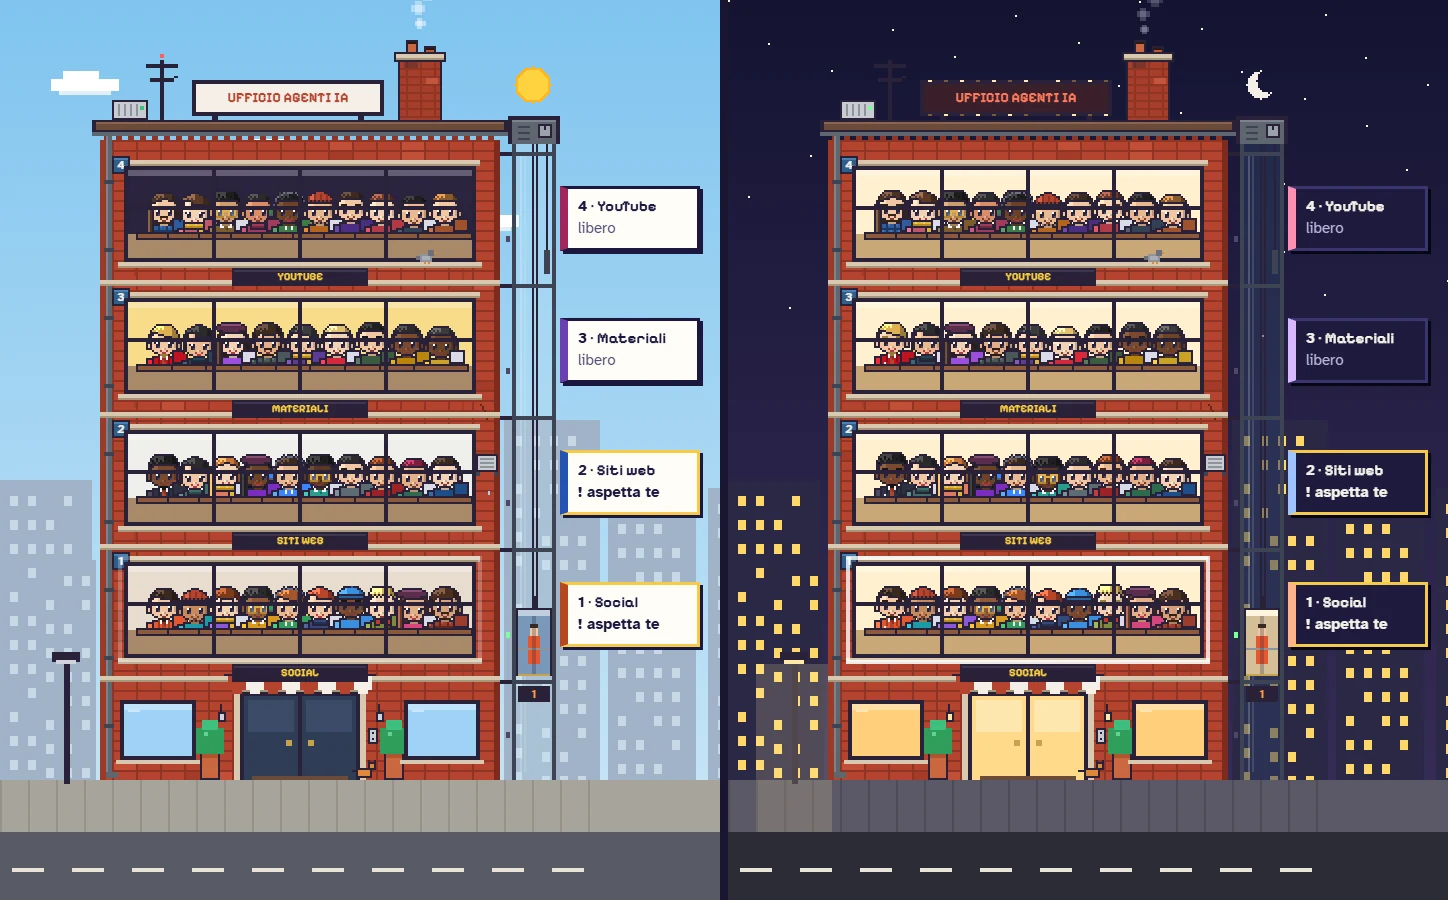 UFFICIO AGENTI IA
4
YOUTUBE
3
MATERIALI
2
SITI WEB
1
SOCIAL
4 · YouTube
libero
3 · Materiali
libero
2 · Siti web
! aspetta te
1 · Social
! aspetta te
1
UFFICIO AGENTI IA
4
YOUTUBE
3
MATERIALI
2
SITI WEB
SOCIAL
4 · YouTube
libero
3 · Materiali
libero
2 · Siti web
! aspetta te
1 · Social
! aspetta te
1